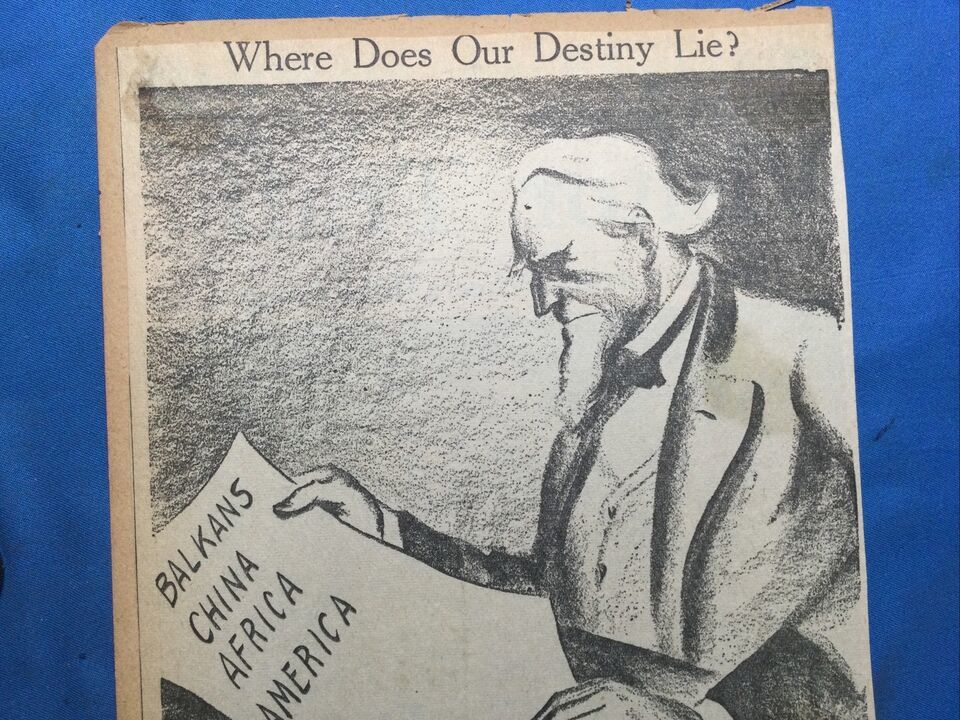 Where Does Our Destiny Lie?
BALKANS
CHINA
AFRICA
AMERICA